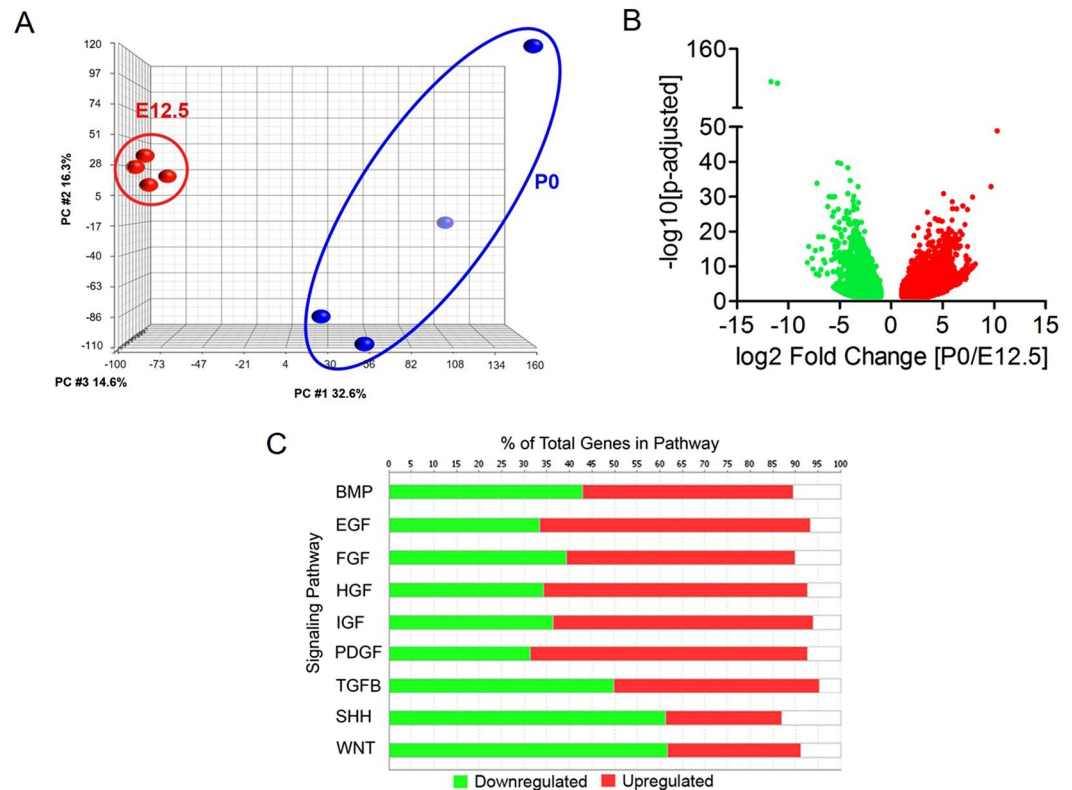 A
120
97
74
51
28
5
-17
-40
-63
-86
-110
PC #2 16.3%
E12.5
P0
-100 -73 -47 -21 4 30 56 82 108 134 160
PC #3 14.6%
PC #1 32.6%
B
160
50
40
30
20
10
0
-log10[p-adjusted]
-15 -10 -5 0 5 10 15
log2 Fold Change [P0/E12.5]
C
% of Total Genes in Pathway
0 5 10 15 20 25 30 35 40 45 50 55 60 65 70 75 80 85 90 95 100
Signaling Pathway
BMP
EGF
FGF
HGF
IGF
PDGF
TGFB
SHH
WNT
Downregulated Upregulated